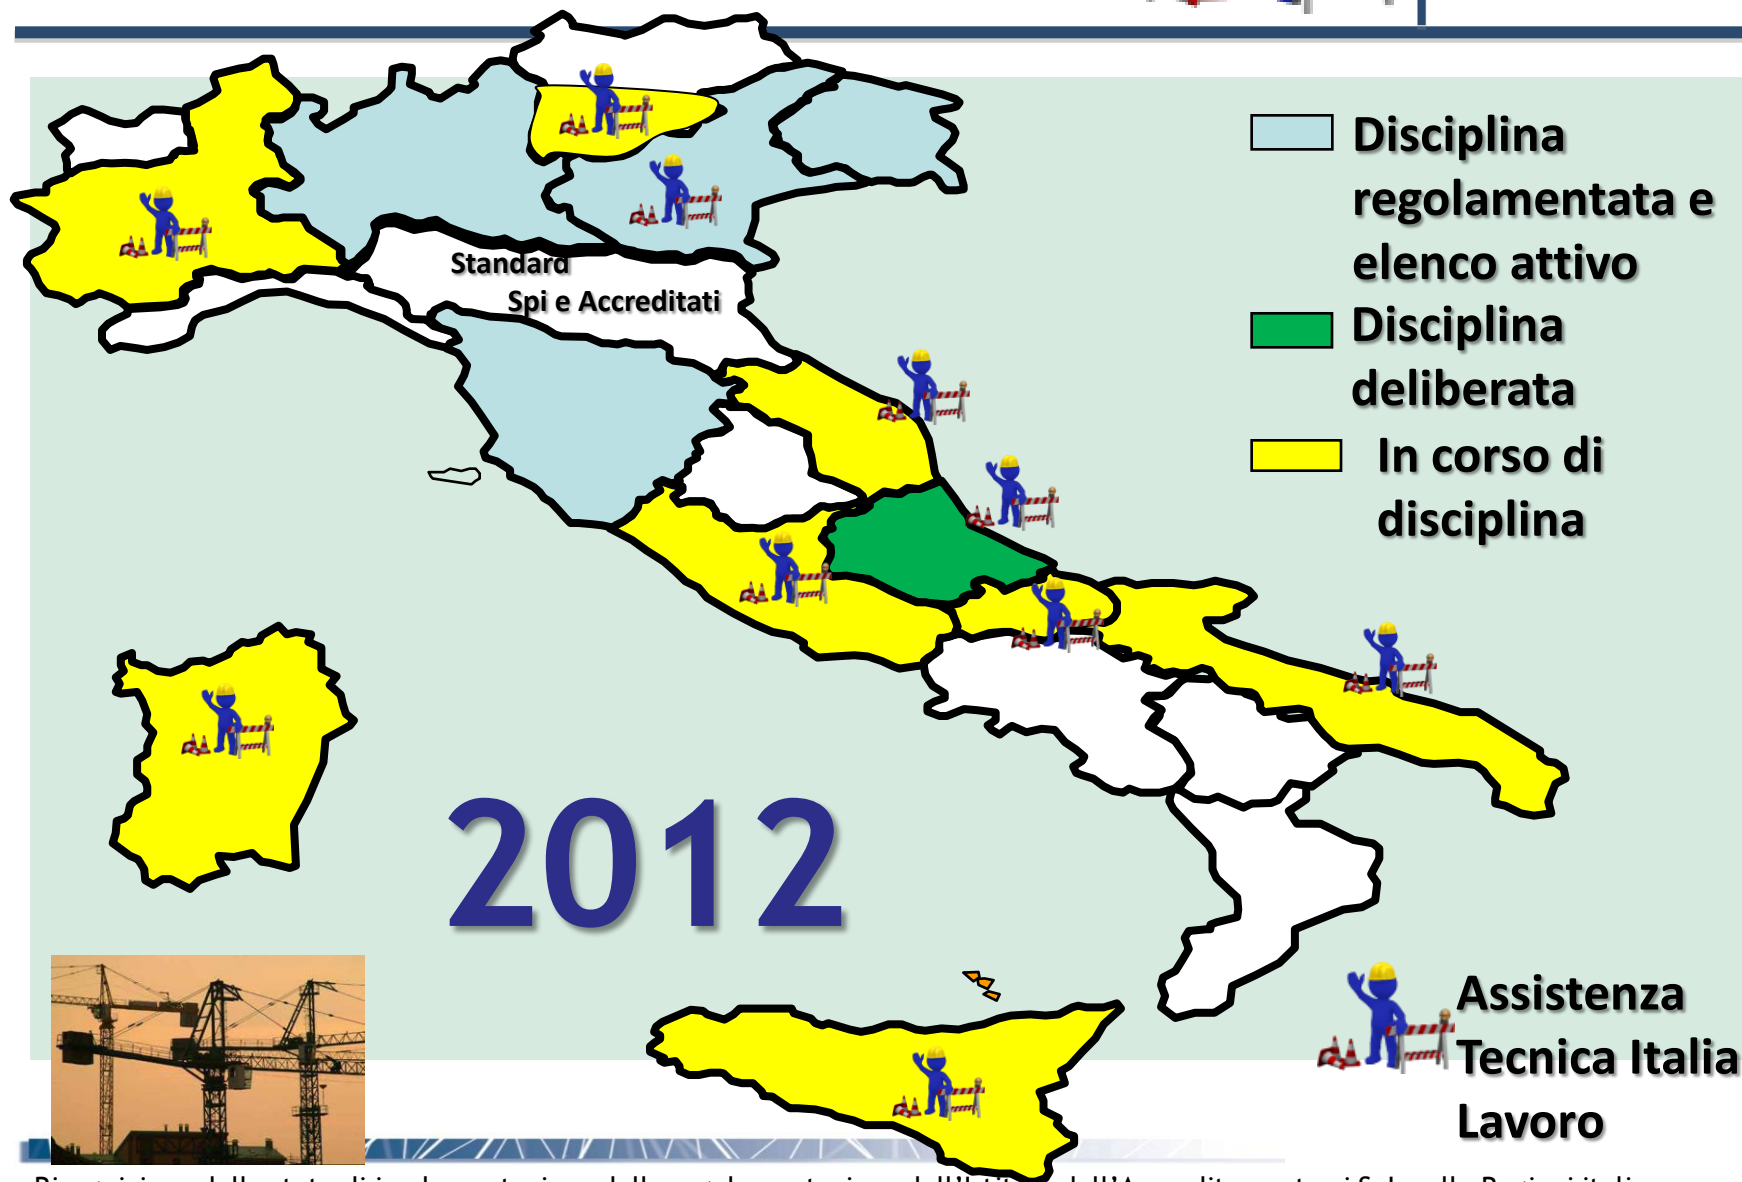 Standard
Spi e Accreditati
Disciplina
regolamentata e
elenco attivo
Disciplina
deliberata
In corso di
disciplina
2012
Assistenza
Tecnica Italia
Lavoro